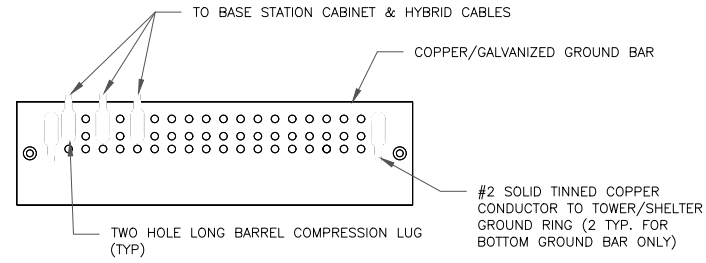 TO BASE STATION CABINET & HYBRID CABLES
COPPER/GALVANIZED GROUND BAR
#2 SOLID TINNED COPPER
CONDUCTOR TO TOWER/SHELTER
GROUND RING (2 TYP. FOR
BOTTOM GROUND BAR ONLY)
TWO HOLE LONG BARREL COMPRESSION LUG
(TYP)